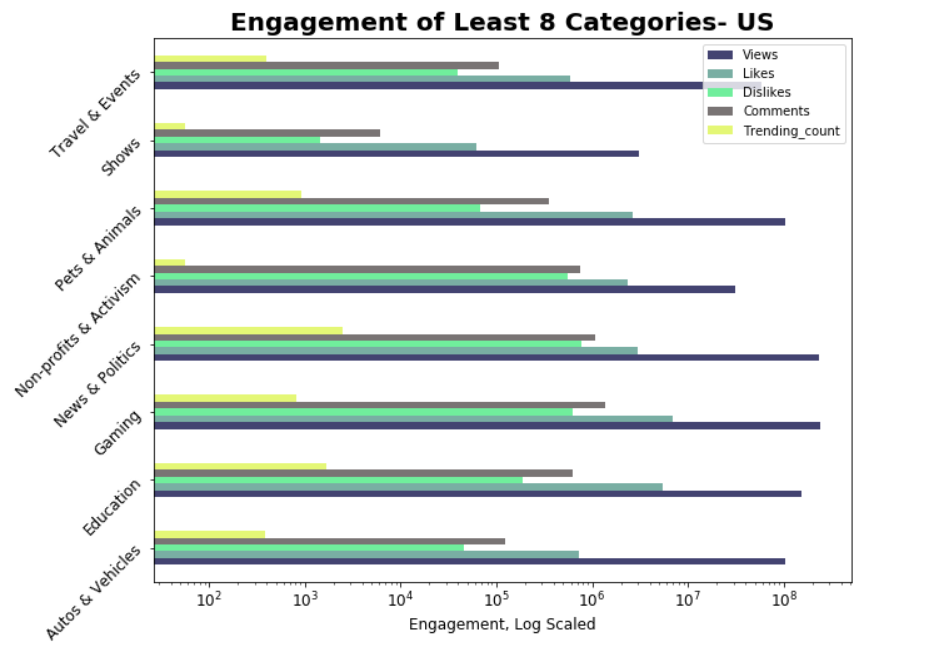 Engagement of Least 8 Categories- US
Views
Likes
Dislikes
Comments
Trending_count
Travel & Events
Shows
Pets & Animals
Non-profits & Activism
News & Politics
Gaming
Education
Autos & Vehicles
10² 10³ 10⁴ 10⁵ 10⁶ 10⁷ 10⁸
Engagement, Log Scaled